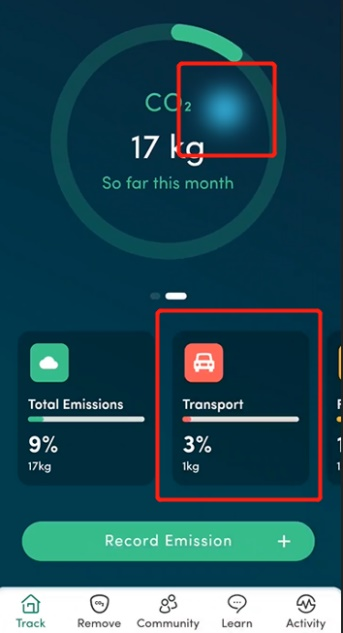 CO₂
17 kg
So far this month
Total Emissions
9%
17kg
Transport
3%
1kg
Record Emission +
Track
Remove
Community
Learn
Activity